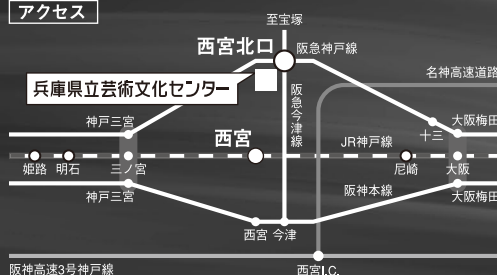 アクセス
至宝塚
西宮北口
阪急神戸線
兵庫県立芸術文化センター
名神高速道路
阪急今津線
神戸三宮
十三
大阪梅田
西宮
JR神戸線
姫路
明石
三ノ宮
尼崎
大阪
神戸三宮
阪神本線
大阪梅田
西宮
今津
阪神高速3号神戸線
西宮I.C.